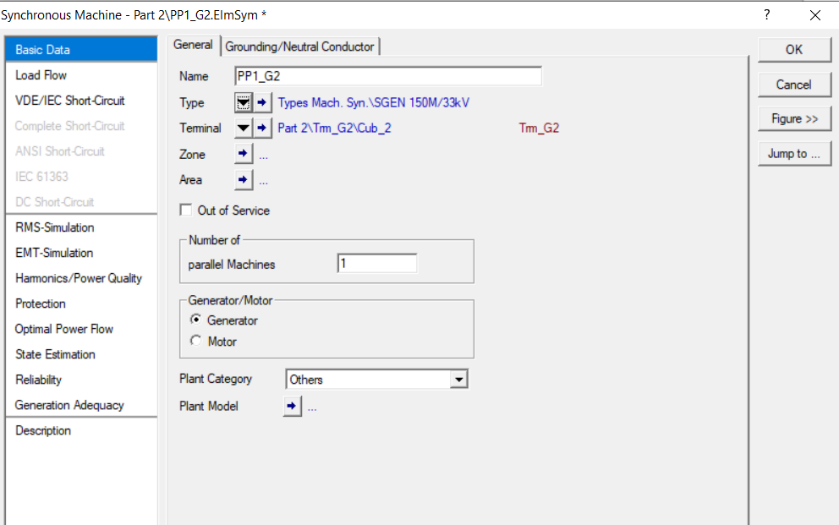 Synchronous Machine - Part 2\PP1_G2.ElmSym *
?
Basic Data
Load Flow
VDE/IEC Short-Circuit
Complete Short-Circuit
ANSI Short-Circuit
IEC 61363
DC Short-Circuit
RMS-Simulation
EMT-Simulation
Harmonics/Power Quality
Protection
Optimal Power Flow
State Estimation
Reliability
Generation Adequacy
Description
General
Grounding/Neutral Conductor
Name
PP1_G2
Type
Types Mach. Syn.\SGEN 150M/33kV
Terminal
Part 2\Trm_G2\Cub_2
Trm_G2
Zone
...
Area
...
Out of Service
Number of
parallel Machines
1
Generator/Motor
Generator
Motor
Plant Category
Others
Plant Model
...
OK
Cancel
Figure >>
Jump to ...